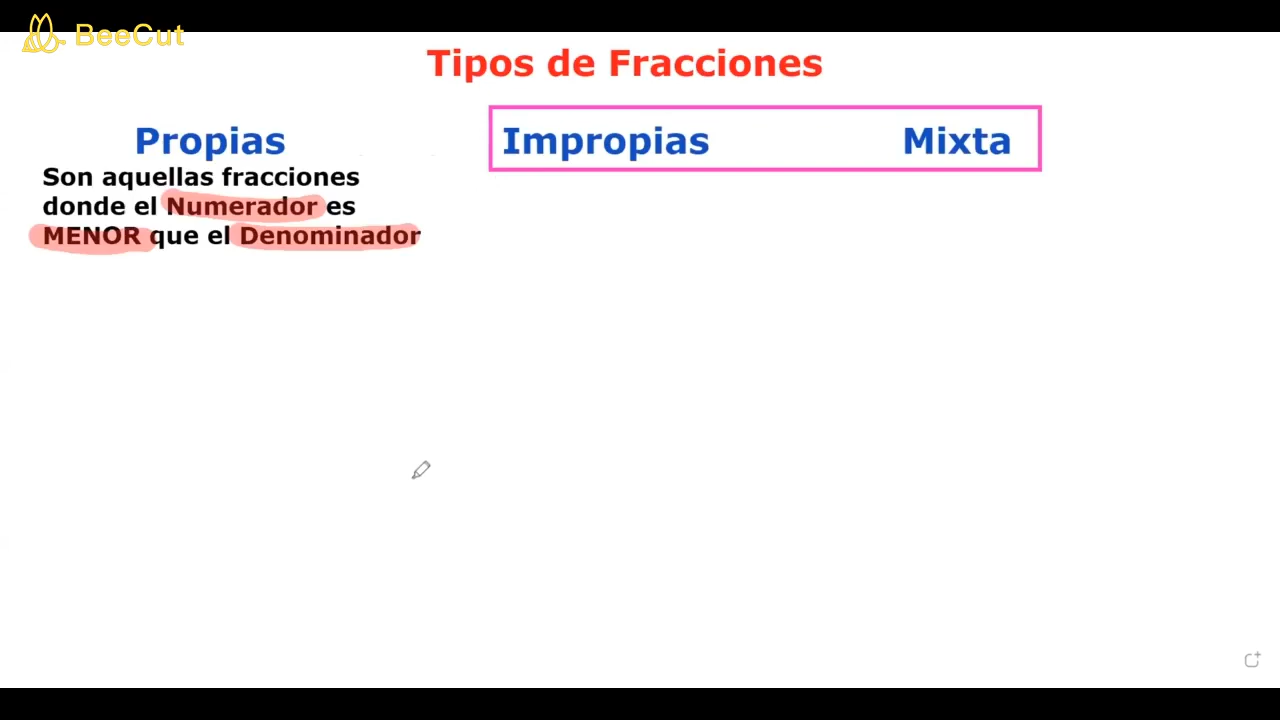 BeeCut
Tipos de Fracciones
Propias
Impropias
Mixta
Son aquellas fracciones
donde el Numerador es
MENOR que el Denominador